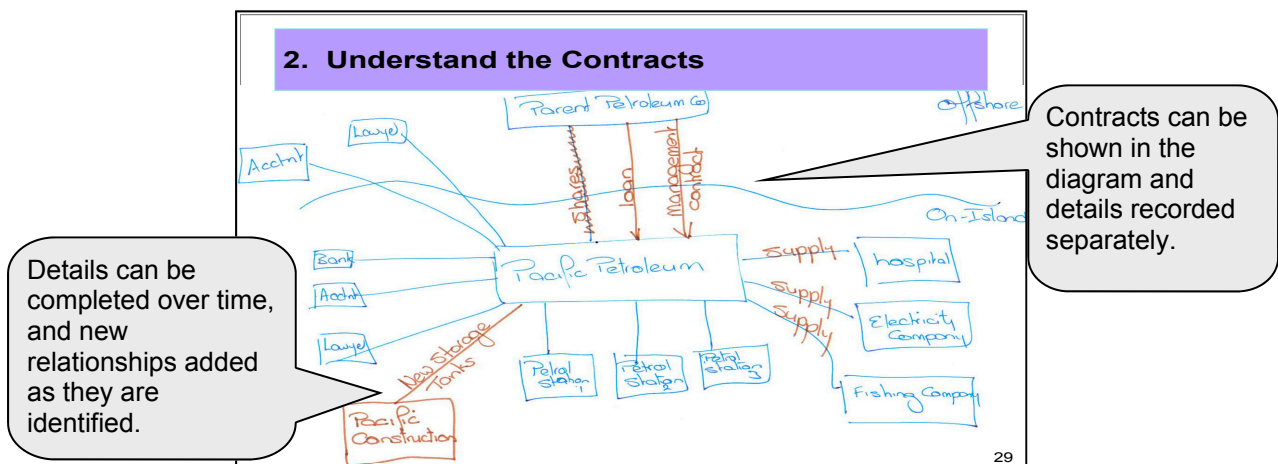 2. Understand the Contracts
Parent Petroleum Co
Offshore
Lawyer
Acctnt
Shares
loan
Management
Contract
Contracts can be
shown in the
diagram and
details recorded
separately.
On-Island
Details can be
completed over time,
and new
relationships added
as they are
identified.
Bank
Acctnt
Lawyer
Pacific Petroleum
Supply
hospital
Supply
Electricity
Company
Supply
Fishing Company
New Storage
Tanks
Petrol
Station
1
Petrol
Station
2
Petrol
Station
3
Pacific
Construction
29